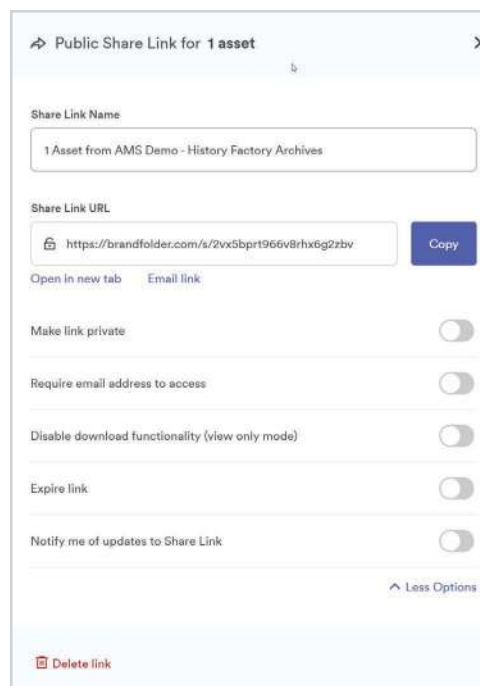 Public Share Link for 1 asset
Share Link Name
1 Asset from AMS Demo - History Factory Archives
Share Link URL
https://brandfolder.com/s/2vx5bprt966v8rhx6g2zbv
Copy
Open in new tab Email link
Make link private
Require email address to access
Disable download functionality (view only mode)
Expire link
Notify me of updates to Share Link
Less Options
Delete link